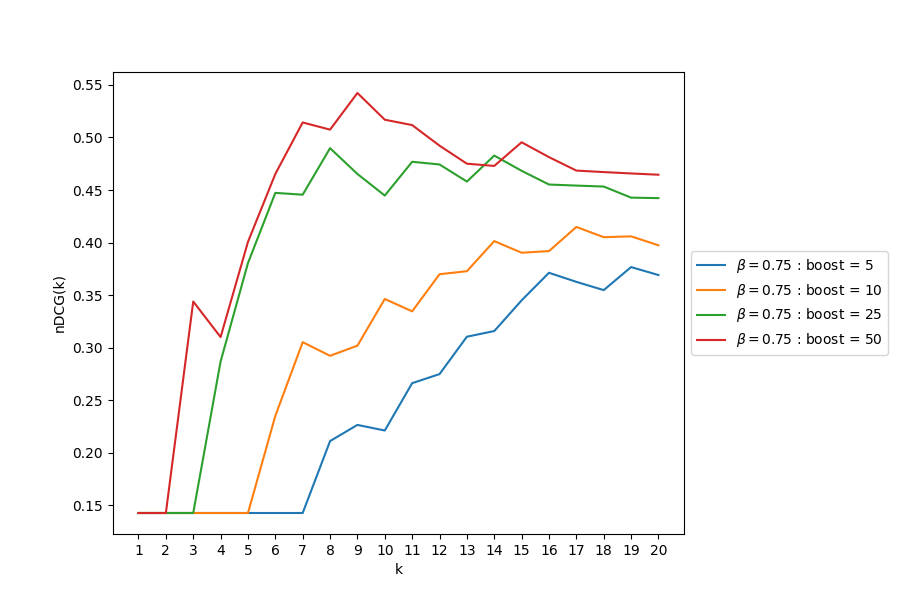 0.55
0.50
0.45
0.40
0.35
0.30
0.25
0.20
0.15
nDCG(k)
1 2 3 4 5 6 7 8 9 10 11 12 13 14 15 16 17 18 19 20
k
β = 0.75 : boost = 5
β = 0.75 : boost = 10
β = 0.75 : boost = 25
β = 0.75 : boost = 50